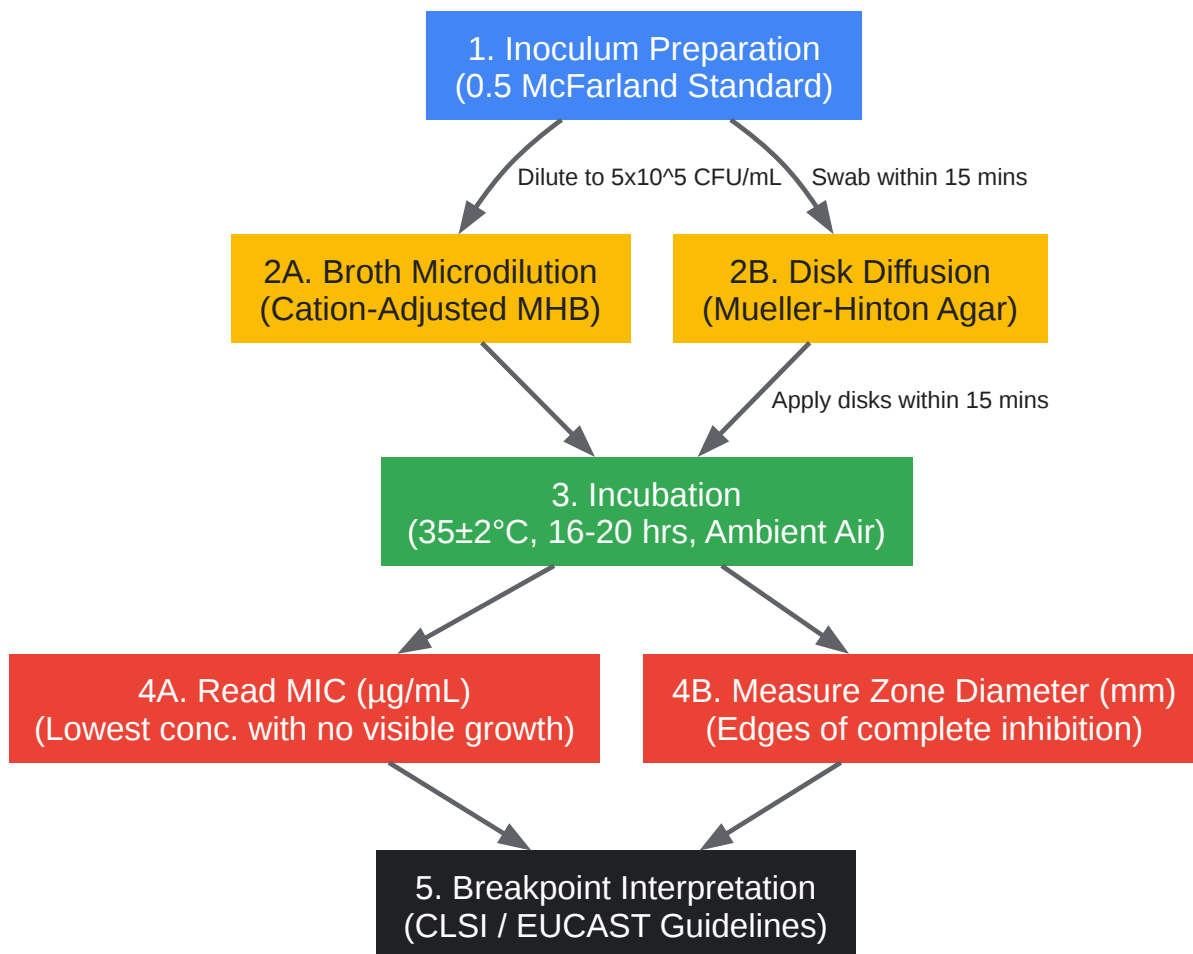 1. Inoculum Preparation
(0.5 McFarland Standard)
Dilute to 5x10^5 CFU/mL
Swab within 15 mins
2A. Broth Microdilution
(Cation-Adjusted MHB)
2B. Disk Diffusion
(Mueller-Hinton Agar)
Apply disks within 15 mins
3. Incubation
(35±2°C, 16-20 hrs, Ambient Air)
4A. Read MIC (µg/mL)
(Lowest conc. with no visible growth)
4B. Measure Zone Diameter (mm)
(Edges of complete inhibition)
5. Breakpoint Interpretation
(CLSI / EUCAST Guidelines)